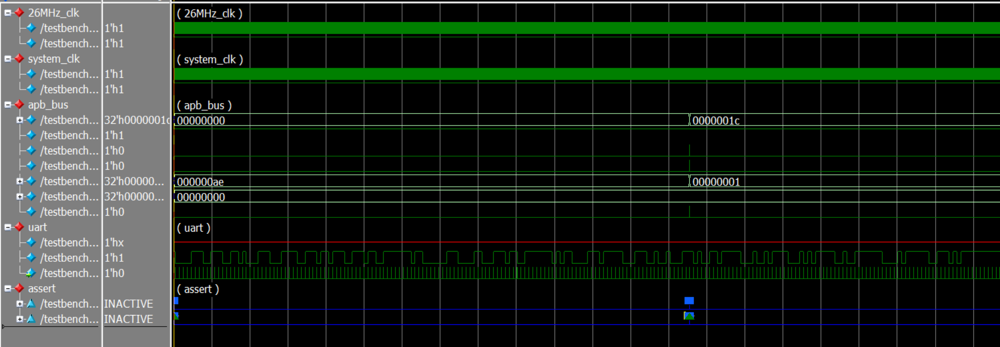 26MHz_clk ( 26MHz_clk )
/testbench... 1'h1
/testbench... 1'h1
system_clk ( system_clk )
/testbench... 1'h1
/testbench... 1'h1
apb_bus ( apb_bus )
/testbench... 32'h0000001c 00000000 0000001c
/testbench... 1'h1
/testbench... 1'h0
/testbench... 1'h0
/testbench... 32'h00000... 000000ae 00000001
/testbench... 32'h00000... 00000000
/testbench... 1'h0
uart ( uart )
/testbench... 1'hx
/testbench... 1'h1
/testbench... 1'h0
assert ( assert )
/testbench... INACTIVE
/testbench... INACTIVE